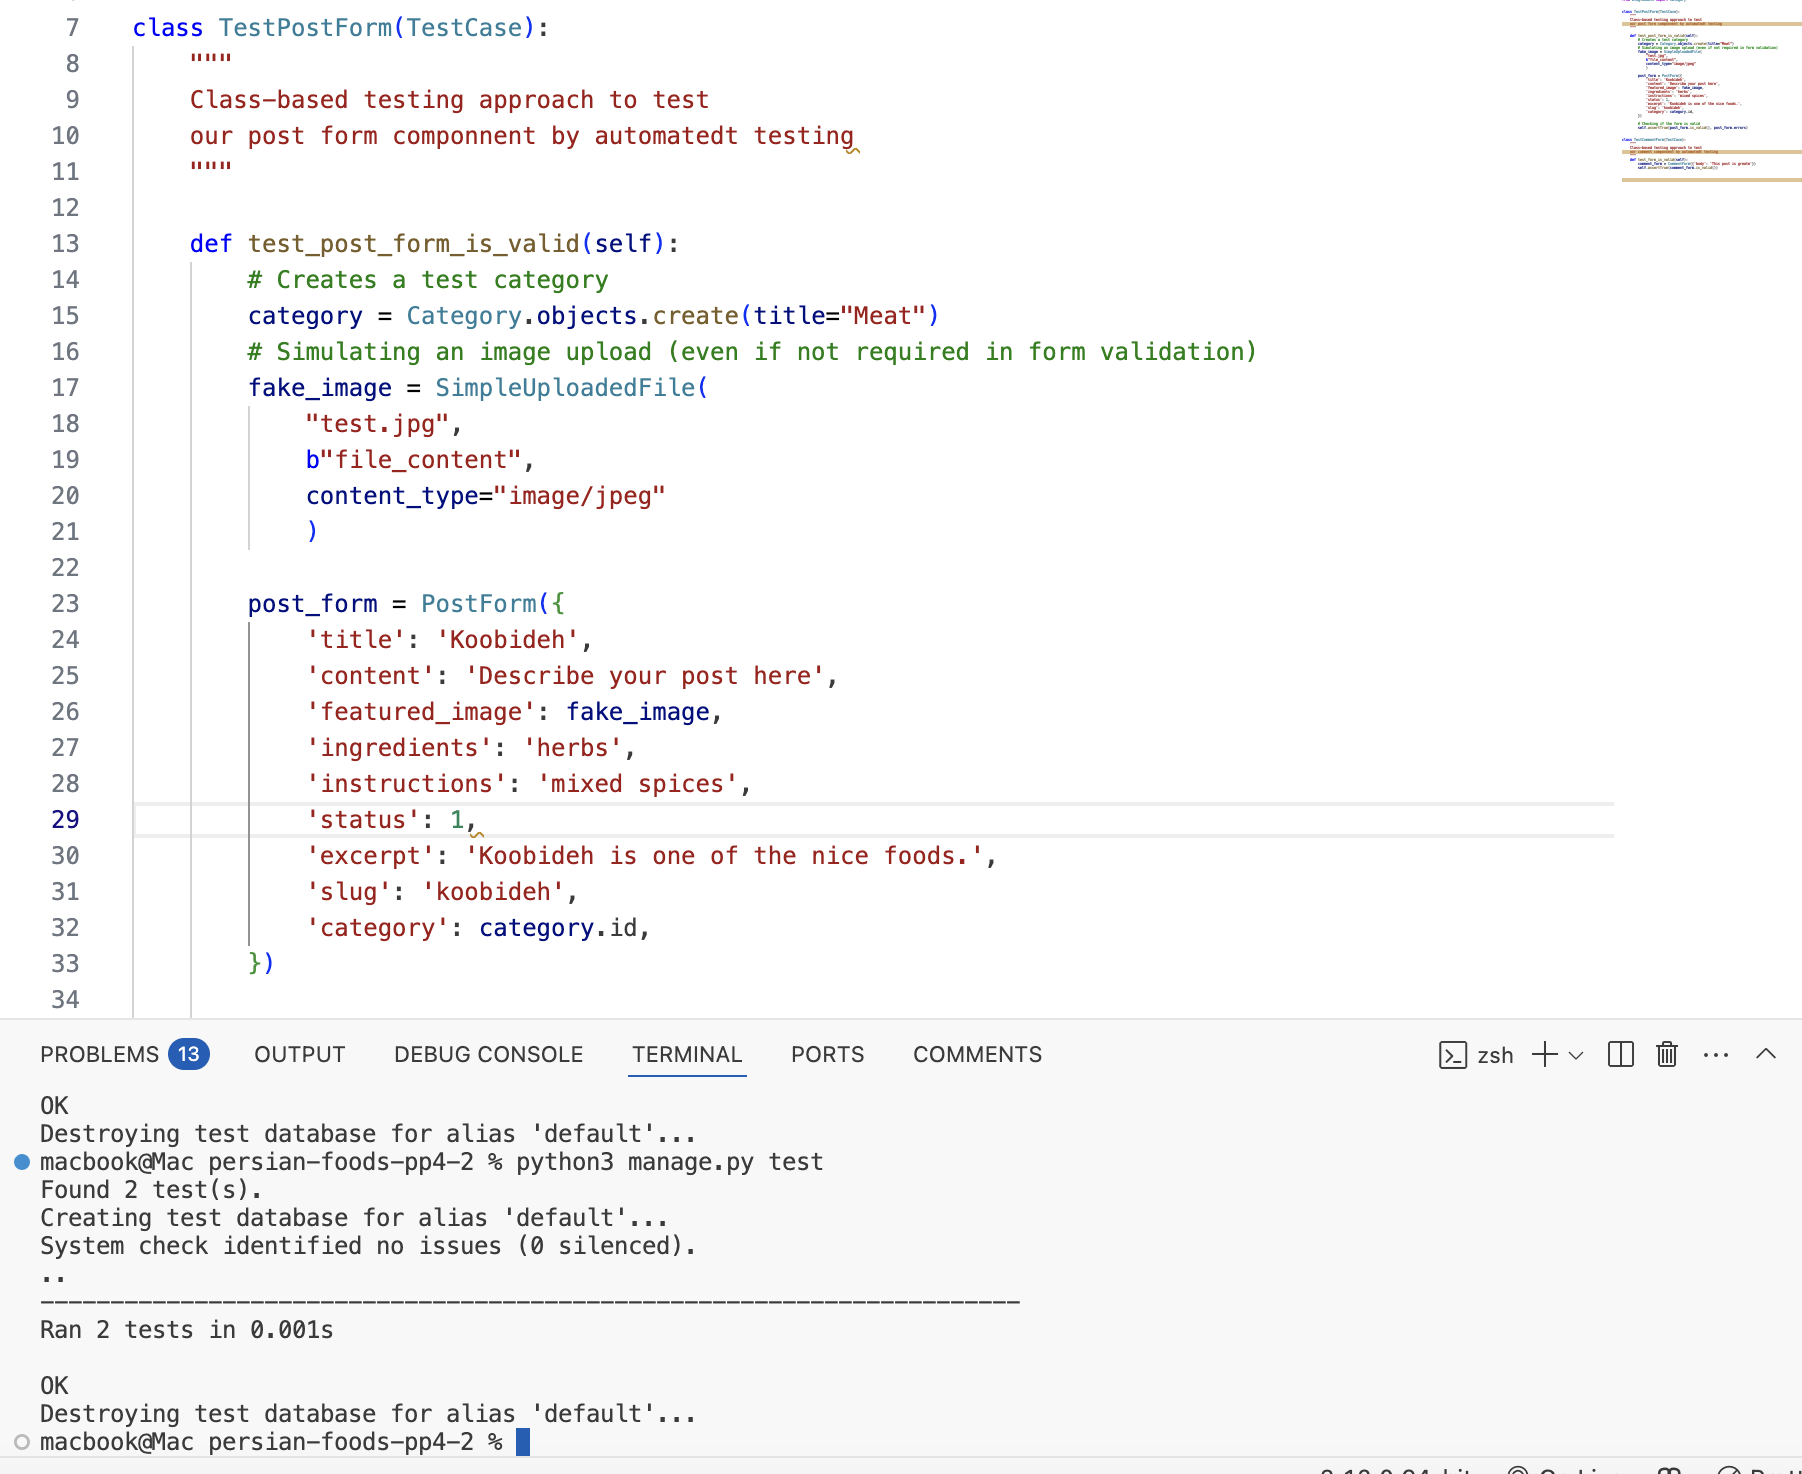 7 class TestPostForm(TestCase):
8 """
9 Class-based testing approach to test
10 our post form componnent by automatedt testing
11 """
12
13 def test_post_form_is_valid(self):
14 # Creates a test category
15 category = Category.objects.create(title="Meat")
16 # Simulating an image upload (even if not required in form validation)
17 fake_image = SimpleUploadedFile(
18 "test.jpg",
19 b"file_content",
20 content_type="image/jpeg"
21 )
22
23 post_form = PostForm({
24 'title': 'Koobideh',
25 'content': 'Describe your post here',
26 'featured_image': fake_image,
27 'ingredients': 'herbs',
28 'instructions': 'mixed spices',
29 'status': 1,
30 'excerpt': 'Koobideh is one of the nice foods.',
31 'slug': 'koobideh',
32 'category': category.id,
33 })
34
PROBLEMS 13 OUTPUT DEBUG CONSOLE TERMINAL PORTS COMMENTS zsh
OK
Destroying test database for alias 'default'...
macbook@Mac persian-foods-pp4-2 % python3 manage.py test
Found 2 test(s).
Creating test database for alias 'default'...
System check identified no issues (0 silenced).
..
----------------------------------------------------------------------
Ran 2 tests in 0.001s
OK
Destroying test database for alias 'default'...
macbook@Mac persian-foods-pp4-2 %